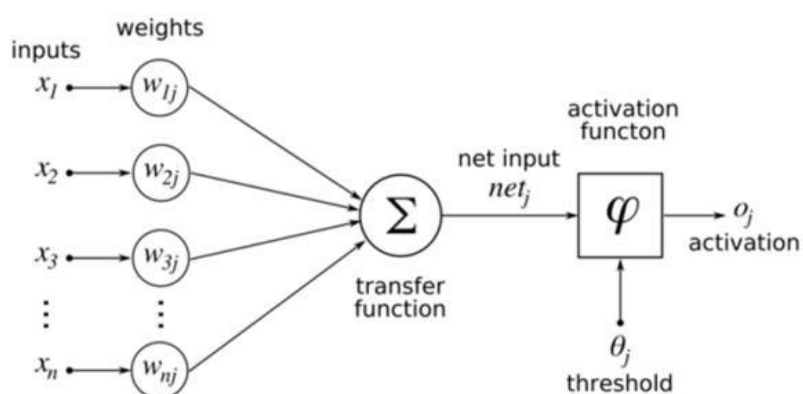 weights
inputs
x1
w1j
x2
w2j
x3
w3j
⋮
⋮
xn
wnj
Σ
transfer
function
net input
netj
activation
functon
φ
oj
activation
θj
threshold